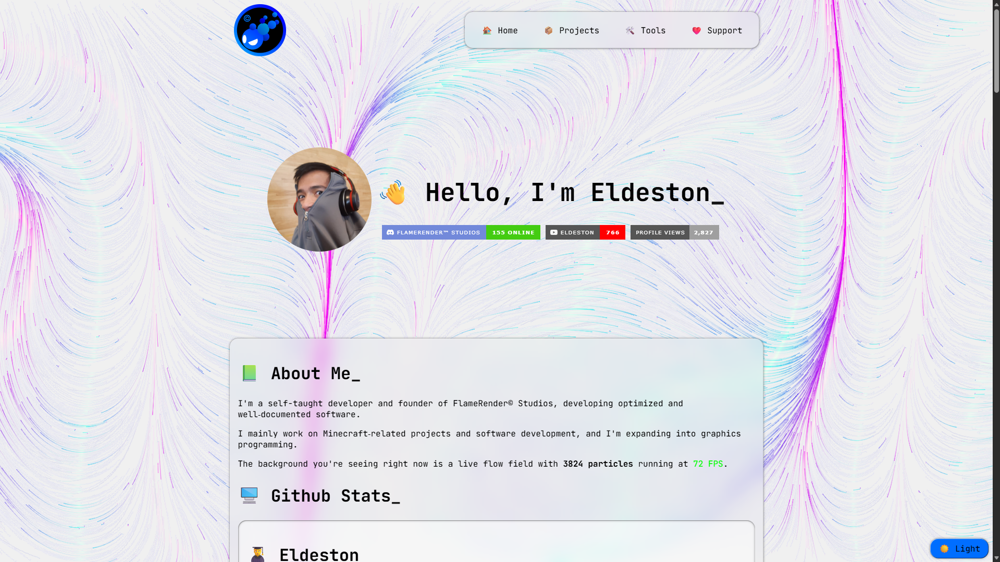 ©
Home
Projects
Tools
Support
Hello, I'm Eldeston_
FLAMERENDER™ STUDIOS 155 ONLINE
ELDESTON 766
PROFILE VIEWS 2,827
About Me_
I'm a self-taught developer and founder of FlameRender© Studios, developing optimized and
well-documented software.
I mainly work on Minecraft-related projects and software development, and I'm expanding into graphics
programming.
The background you're seeing right now is a live flow field with 3824 particles running at 72 FPS.
Github Stats_
Eldeston
Light